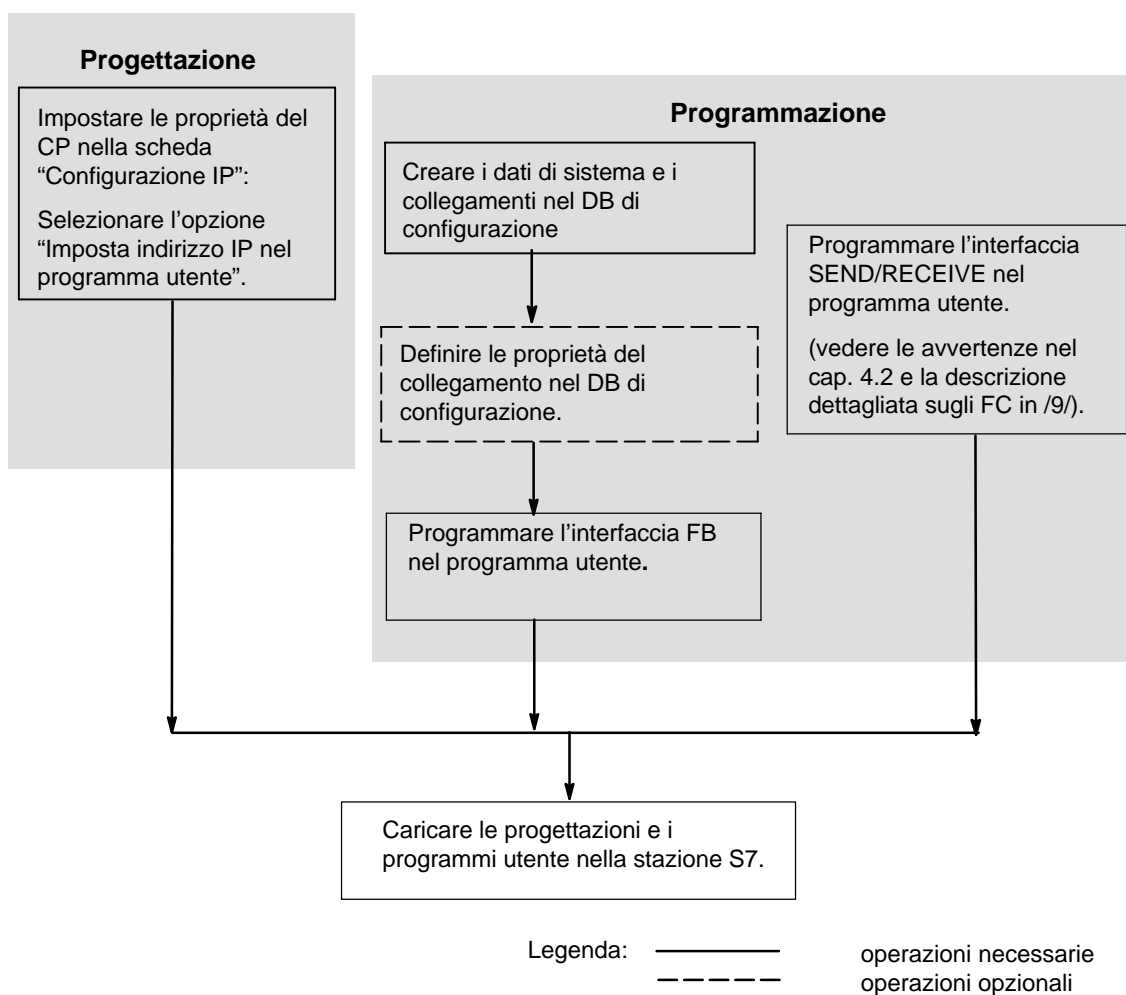 Progettazione
Impostare le proprietà del
CP nella scheda
“Configurazione IP”:
Selezionare l’opzione
“Imposta indirizzo IP nel
programma utente”.
Programmazione
Creare i dati di sistema e i
collegamenti nel DB di
configurazione
Definire le proprietà del
collegamento nel DB di
configurazione.
Programmare l’interfaccia FB
nel programma utente.
Programmare l’interfaccia
SEND/RECEIVE nel
programma utente.
(vedere le avvertenze nel
cap. 4.2 e la descrizione
dettagliata sugli FC in /9/).
Caricare le progettazioni e i
programmi utente nella stazione S7.
Legenda: operazioni necessarie
operazioni opzionali